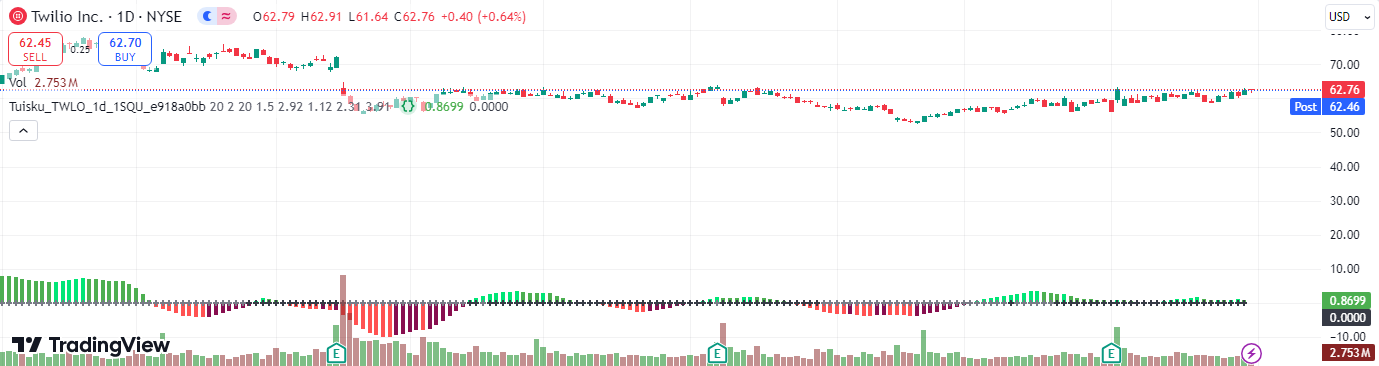 Twilio Inc. · 1D · NYSE O62.79 H62.91 L61.64 C62.76 +0.40 (+0.64%)
USD
62.45 0.25 62.70
SELL BUY
Vol 2.753 M
Tuisku_TWLO_1d_1SQU_e918a0bb 20 2 20 1.5 2.92 1.12 2.31 3.91 {} 0.8699 0.0000
70.00
62.76
Post 62.46
50.00
40.00
30.00
20.00
10.00
0.8699
0.0000
−10.00
2.753 M
E E E
TradingView